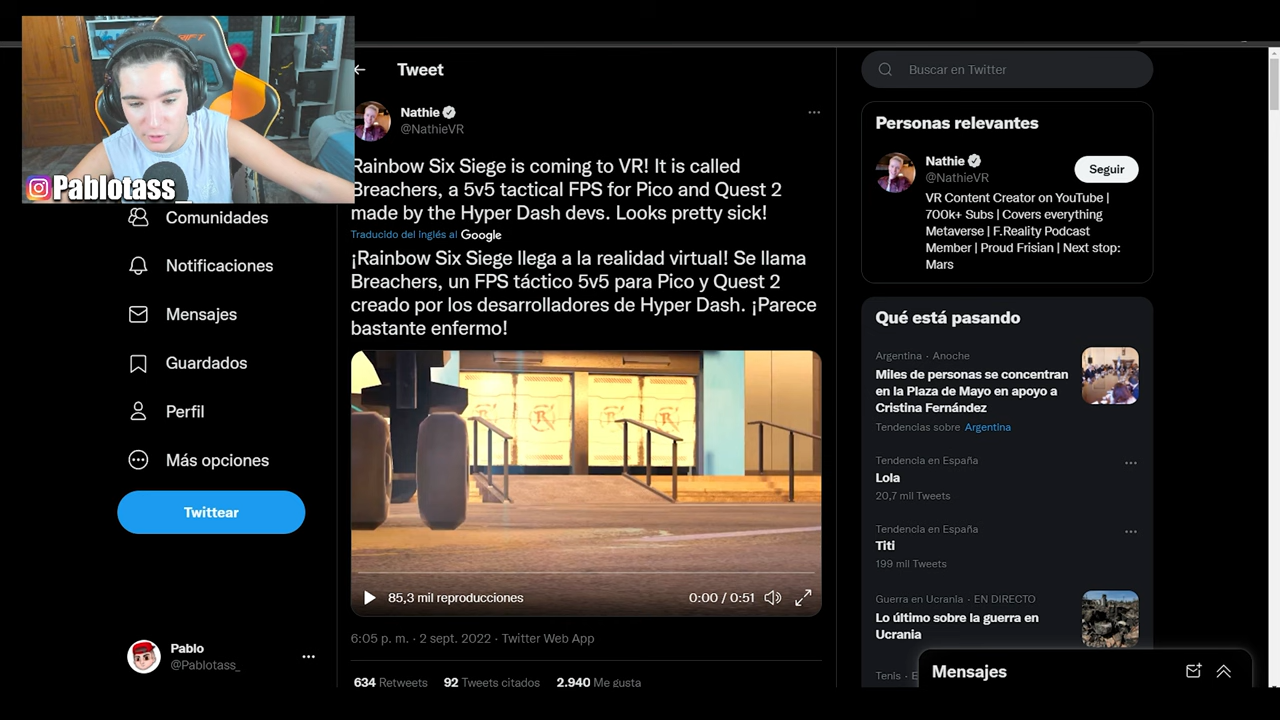 Pablotass_
Comunidades
Notificaciones
Mensajes
Guardados
Perfil
Más opciones
Twittear
Pablo
@Pablotass_
Tweet
Nathie
@NathieVR
Rainbow Six Siege is coming to VR! It is called
Breachers, a 5v5 tactical FPS for Pico and Quest 2
made by the Hyper Dash devs. Looks pretty sick!
Traducido del inglés al Google
¡Rainbow Six Siege llega a la realidad virtual! Se llama
Breachers, un FPS táctico 5v5 para Pico y Quest 2
creado por los desarrolladores de Hyper Dash. ¡Parece
bastante enfermo!
85,3 mil reproducciones
0:00 / 0:51
6:05 p. m. · 2 sept. 2022 · Twitter Web App
634 Retweets 92 Tweets citados 2.940 Me gusta
Buscar en Twitter
Personas relevantes
Nathie
@NathieVR
Seguir
VR Content Creator on YouTube |
700k+ Subs | Covers everything
Metaverse | F.Reality Podcast
Member | Proud Frisian | Next stop:
Mars
Qué está pasando
Argentina · Anoche
Miles de personas se concentran
en la Plaza de Mayo en apoyo a
Cristina Fernández
Tendencias sobre Argentina
Tendencia en España
Lola
20,7 mil Tweets
Tendencia en España
Titi
199 mil Tweets
Guerra en Ucrania · EN DIRECTO
Lo último sobre la guerra en
Ucrania
Tenis · E
Mensajes